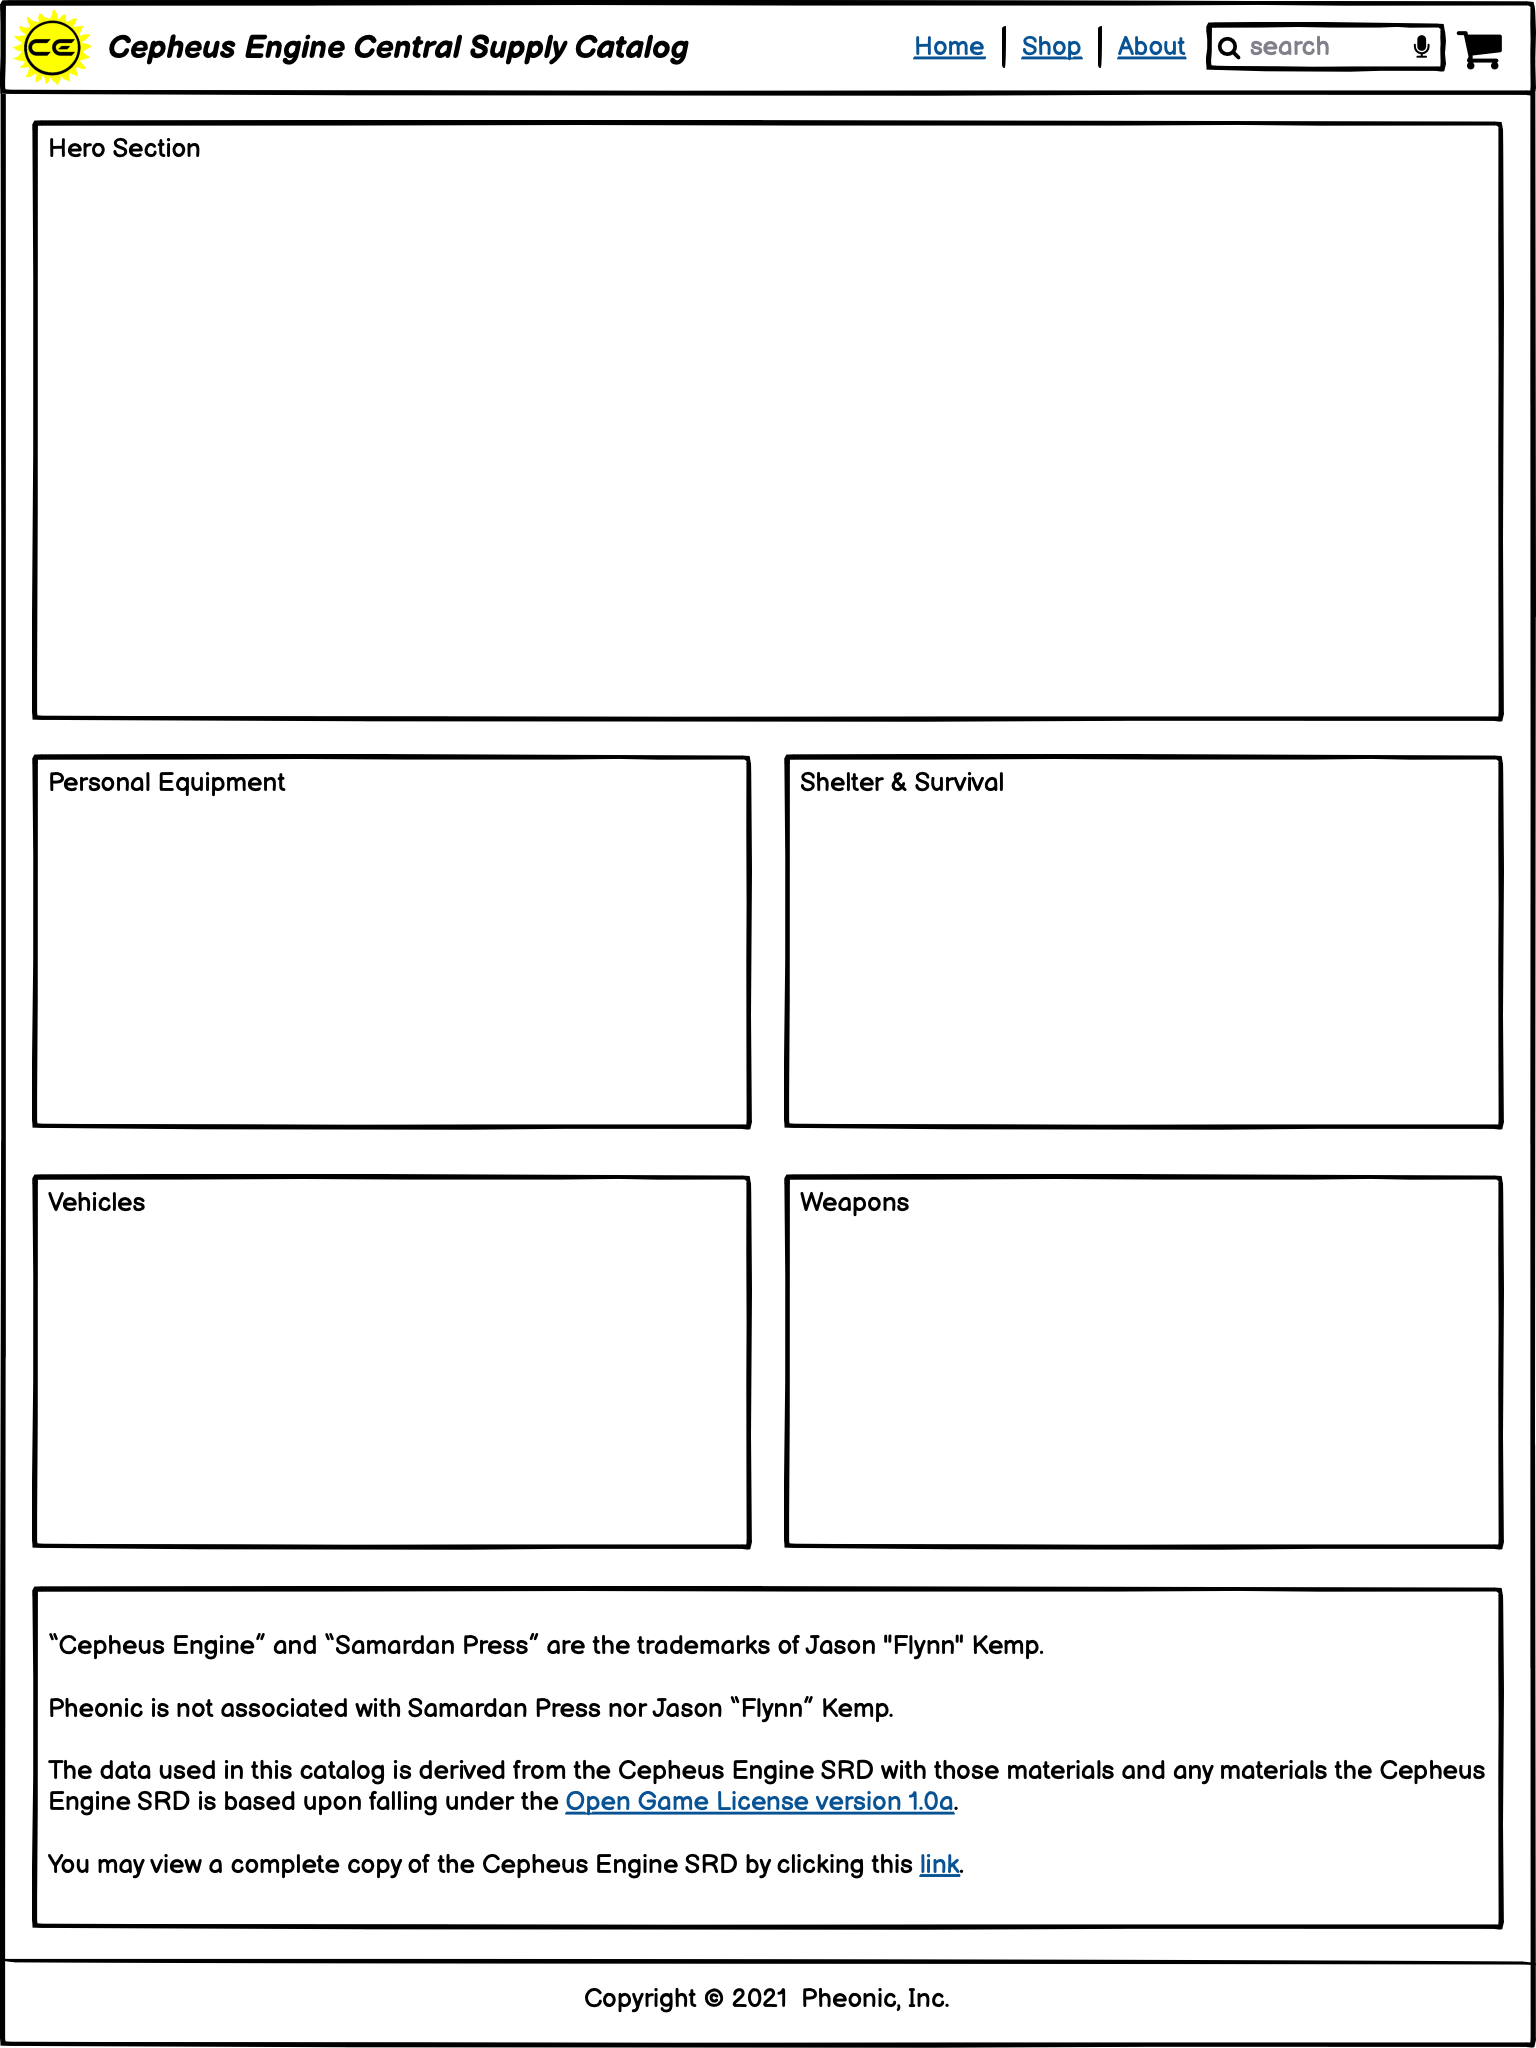 CE
Cepheus Engine Central Supply Catalog
Home
Shop
About
search
Hero Section
Personal Equipment
Shelter & Survival
Vehicles
Weapons
“Cepheus Engine” and “Samardan Press” are the trademarks of Jason "Flynn" Kemp.
Pheonic is not associated with Samardan Press nor Jason “Flynn” Kemp.
The data used in this catalog is derived from the Cepheus Engine SRD with those materials and any materials the Cepheus
Engine SRD is based upon falling under the Open Game License version 1.0a.
You may view a complete copy of the Cepheus Engine SRD by clicking this link.
Copyright © 2021 Pheonic, Inc.